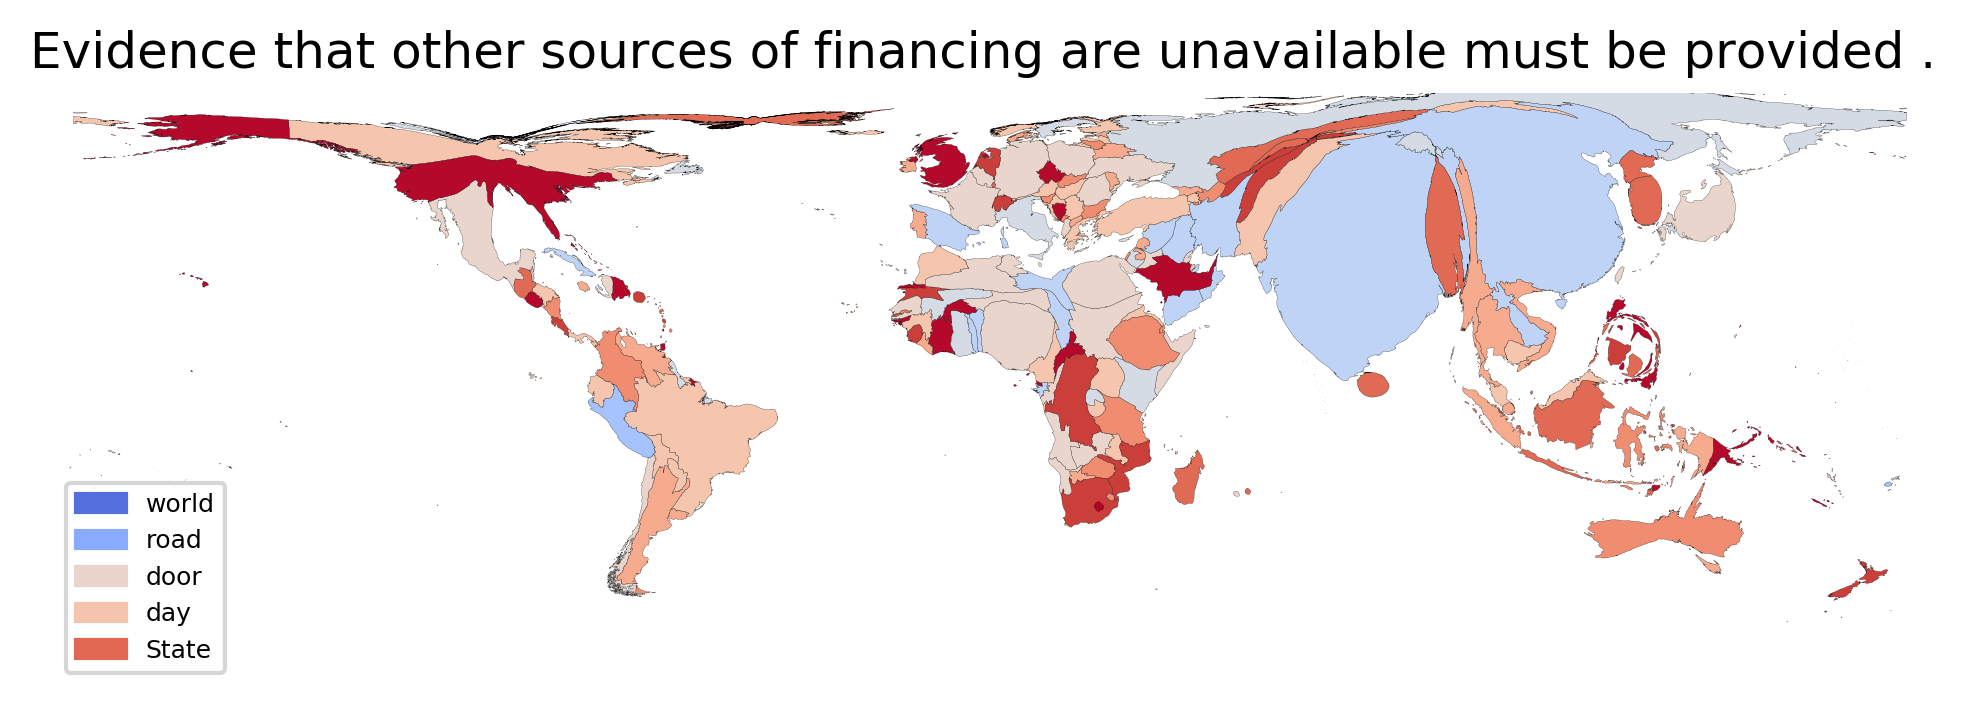 Evidence that other sources of financing are unavailable must be provided .
world
road
door
day
State